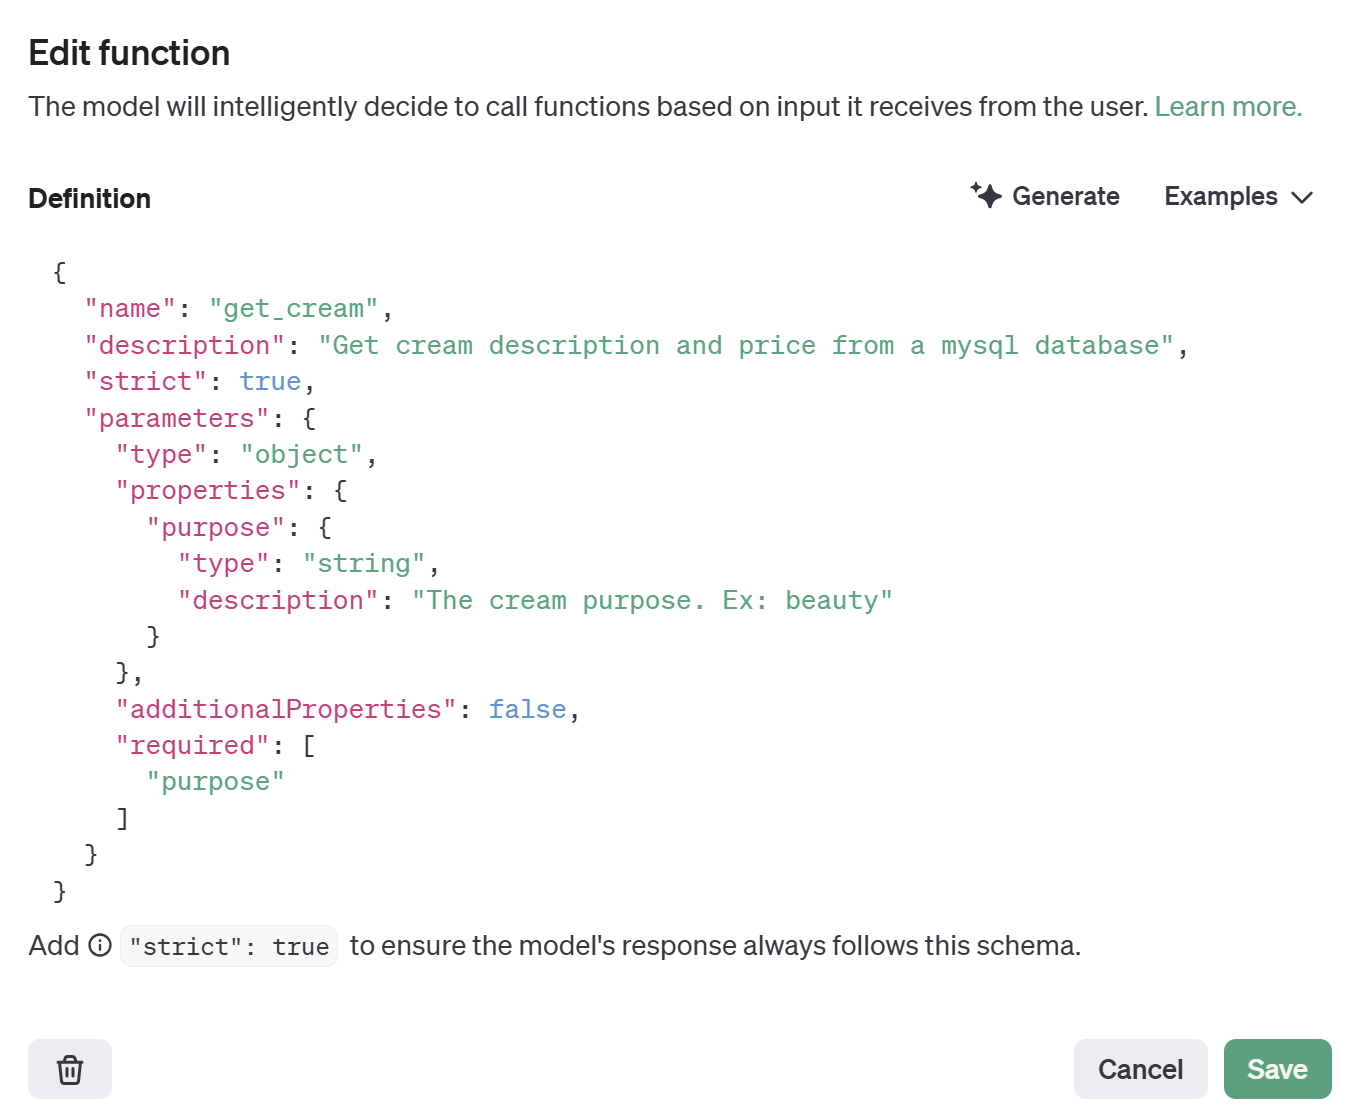 Edit function
The model will intelligently decide to call functions based on input it receives from the user. Learn more.
Definition
Generate
Examples
{
  "name": "get_cream",
  "description": "Get cream description and price from a mysql database",
  "strict": true,
  "parameters": {
    "type": "object",
    "properties": {
      "purpose": {
        "type": "string",
        "description": "The cream purpose. Ex: beauty"
      }
    },
    "additionalProperties": false,
    "required": [
      "purpose"
    ]
  }
}
Add "strict": true to ensure the model's response always follows this schema.
Cancel
Save